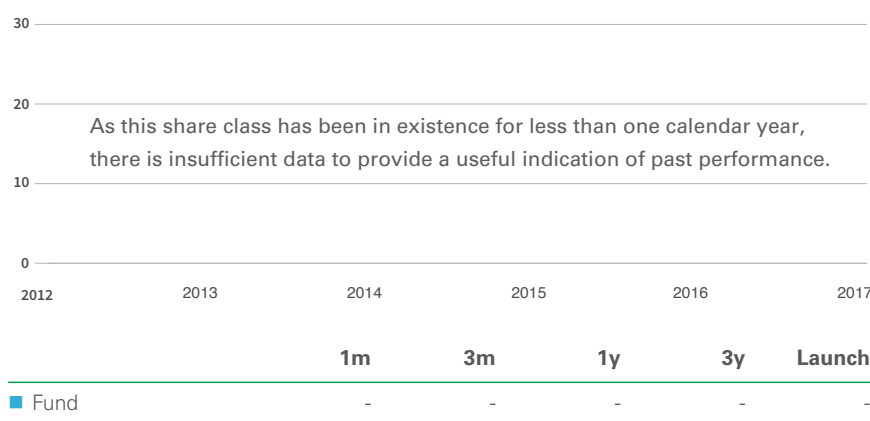 30
20
As this share class has been in existence for less than one calendar year,
there is insufficient data to provide a useful indication of past performance.
10
0
2012 2013 2014 2015 2016 2017
1m 3m 1y 3y Launch
Fund - - - - -